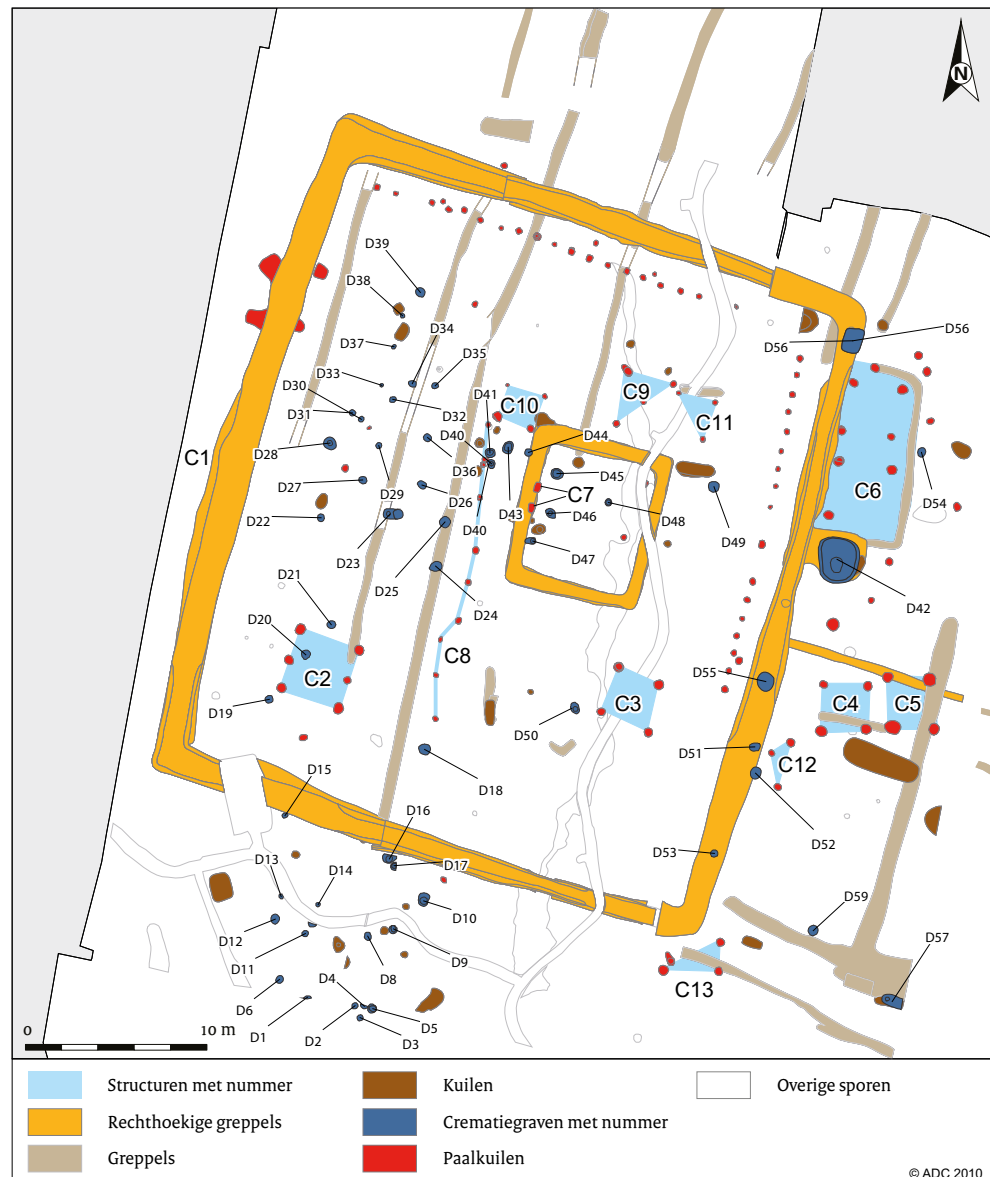 N
D39
D38
D34
D37
D35
D56
D56
D33
D30
D41
C9
D31
D32
C10
C11
D40
D44
C1
D28
D36
D45
D54
D29
C7
D27
D26
D43
D46
D48
C6
D22
D40
D49
D23
D47
D25
D21
D24
D42
D20
C8
C2
D55
C3
C4
C5
D19
D50
D51
C12
D15
D18
D16
D52
D13
D14
D17
D53
D10
D59
D12
D11
D8
D9
D57
D6
D4
C13
D1
D2
D5
D3
0 10 m
Structuren met nummer Kuilen Overige sporen
Rechthoekige greppels Crematiegraven met nummer
Greppels Paalkuilen
© ADC 2010